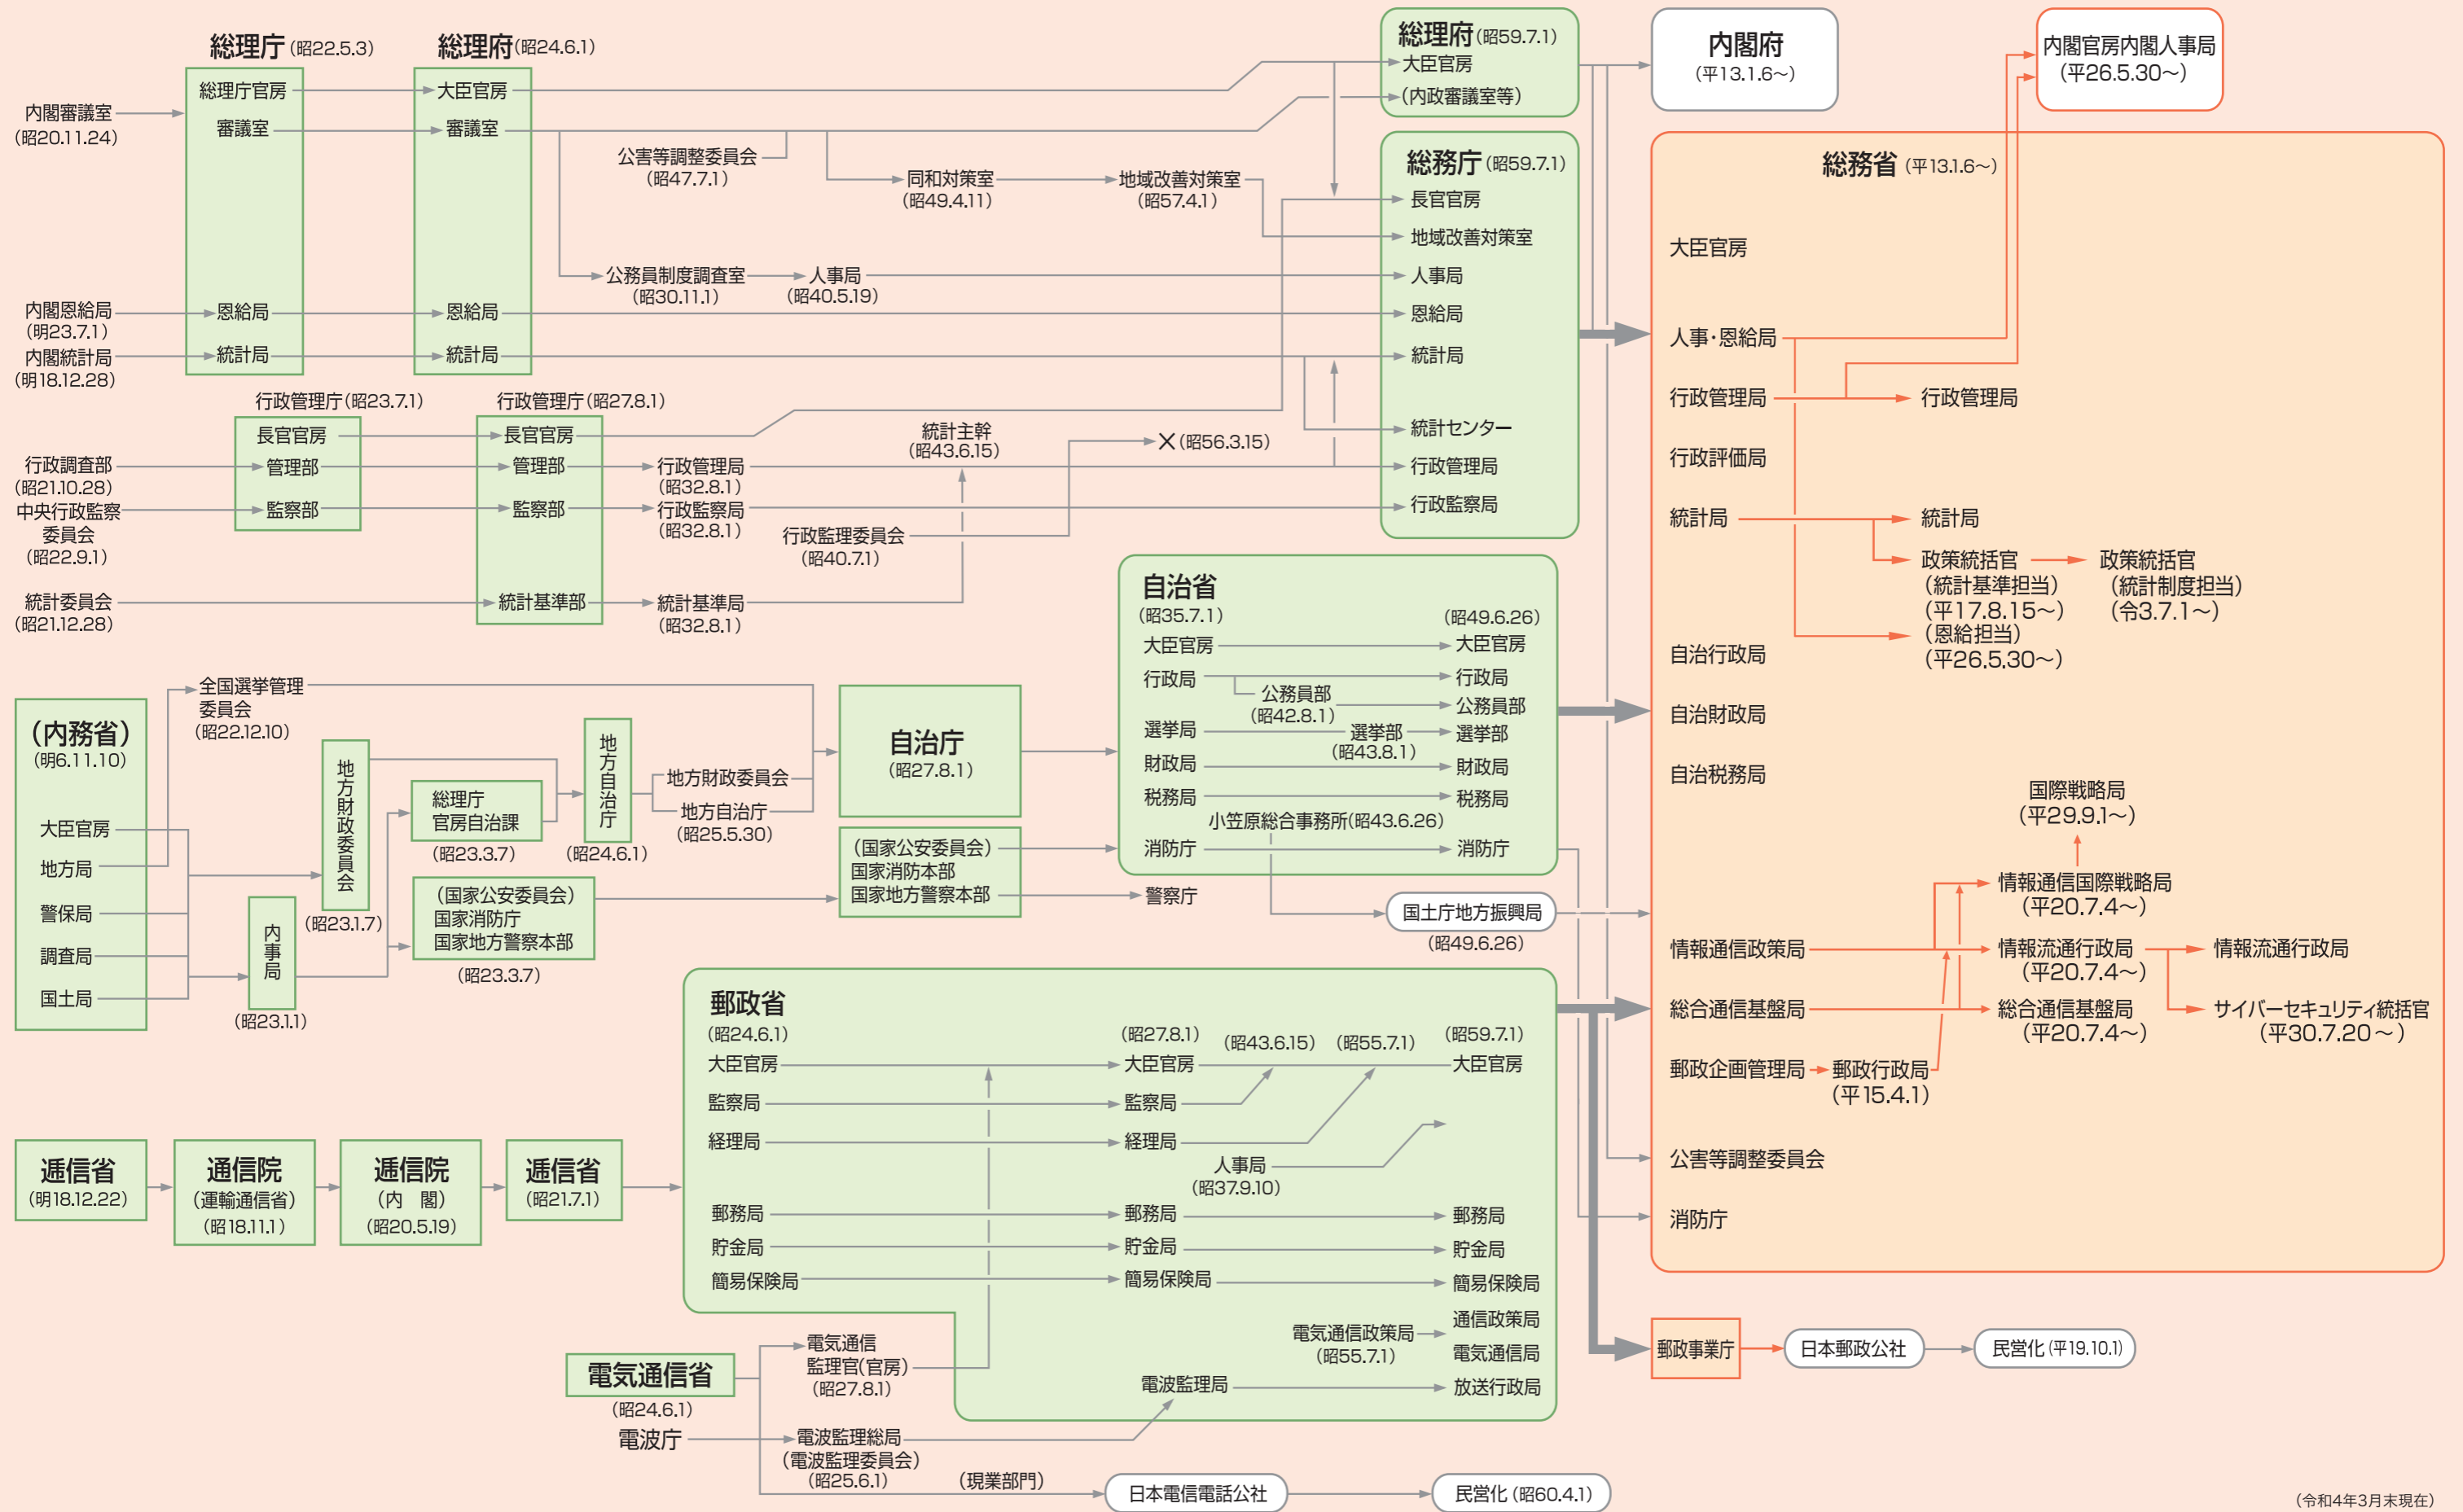 総理庁(昭22.5.3)
総理庁官房
審議室
恩給局
統計局
内閣審議室
(昭20.11.24)
内閣恩給局
(明23.7.1)
内閣統計局
(明18.12.28)
総理府(昭24.6.1)
大臣官房
審議室
恩給局
統計局
公害等調整委員会
(昭47.7.1)
同和対策室
(昭49.4.11)
地域改善対策室
(昭57.4.1)
公務員制度調査室
(昭30.11.1)
人事局
(昭40.5.19)
総理府(昭59.7.1)
大臣官房
(内政審議室等)
総務庁(昭59.7.1)
長官官房
地域改善対策室
人事局
恩給局
統計局
統計センター
行政管理局
行政監察局
行政管理庁(昭23.7.1)
長官官房
管理部
監察部
行政調査部
(昭21.10.28)
中央行政監察
委員会
(昭22.9.1)
統計委員会
(昭21.12.28)
行政管理庁(昭27.8.1)
長官官房
管理部
監察部
統計基準部
行政管理局
(昭32.8.1)
行政監察局
(昭32.8.1)
統計基準局
(昭32.8.1)
統計主幹
(昭43.6.15)
行政監理委員会
(昭40.7.1)
×(昭56.3.15)
(内務省)
(明6.11.10)
大臣官房
地方局
警保局
調査局
国土局
全国選挙管理
委員会
(昭22.12.10)
内事局
(昭23.1.1)
地方財政委員会
(昭23.1.7)
総理庁
官房自治課
(昭23.3.7)
(国家公安委員会)
国家消防庁
国家地方警察本部
(昭23.3.7)
地方自治庁
(昭24.6.1)
地方財政委員会
地方自治庁
(昭25.5.30)
自治庁
(昭27.8.1)
(国家公安委員会)
国家消防本部
国家地方警察本部
警察庁
自治省
(昭35.7.1)
大臣官房
行政局
選挙局
財政局
税務局
消防庁
公務員部
(昭42.8.1)
選挙部
(昭43.8.1)
小笠原総合事務所(昭43.6.26)
(昭49.6.26)
大臣官房
行政局
公務員部
選挙部
財政局
税務局
消防庁
国土庁地方振興局
(昭49.6.26)
逓信省
(明18.12.22)
通信院
(運輸通信省)
(昭18.11.1)
逓信院
(内 閣)
(昭20.5.19)
逓信省
(昭21.7.1)
郵政省
(昭24.6.1)
大臣官房
監察局
経理局
郵務局
貯金局
簡易保険局
(昭27.8.1)
大臣官房
監察局
経理局
人事局
(昭37.9.10)
郵務局
貯金局
簡易保険局
(昭43.6.15)
(昭55.7.1)
電気通信政策局
(昭55.7.1)
電波監理局
(昭59.7.1)
大臣官房
郵務局
貯金局
簡易保険局
通信政策局
電気通信局
放送行政局
電気通信省
(昭24.6.1)
電波庁
電気通信
監理官(官房)
(昭27.8.1)
電波監理総局
(電波監理委員会)
(昭25.6.1)
(現業部門)
日本電信電話公社
民営化(昭60.4.1)
内閣府
(平13.1.6~)
内閣官房内閣人事局
(平26.5.30~)
総務省(平13.1.6~)
大臣官房
人事・恩給局
行政管理局
行政管理局
行政評価局
統計局
統計局
政策統括官
(統計基準担当)
(平17.8.15~)
(恩給担当)
(平26.5.30~)
政策統括官
(統計制度担当)
(令3.7.1~)
自治行政局
自治財政局
自治税務局
国際戦略局
(平29.9.1~)
情報通信国際戦略局
(平20.7.4~)
情報通信政策局
情報流通行政局
(平20.7.4~)
情報流通行政局
総合通信基盤局
総合通信基盤局
(平20.7.4~)
サイバーセキュリティ統括官
(平30.7.20~)
郵政企画管理局
郵政行政局
(平15.4.1)
公害等調整委員会
消防庁
郵政事業庁
日本郵政公社
民営化(平19.10.1)
(令和4年3月末現在)